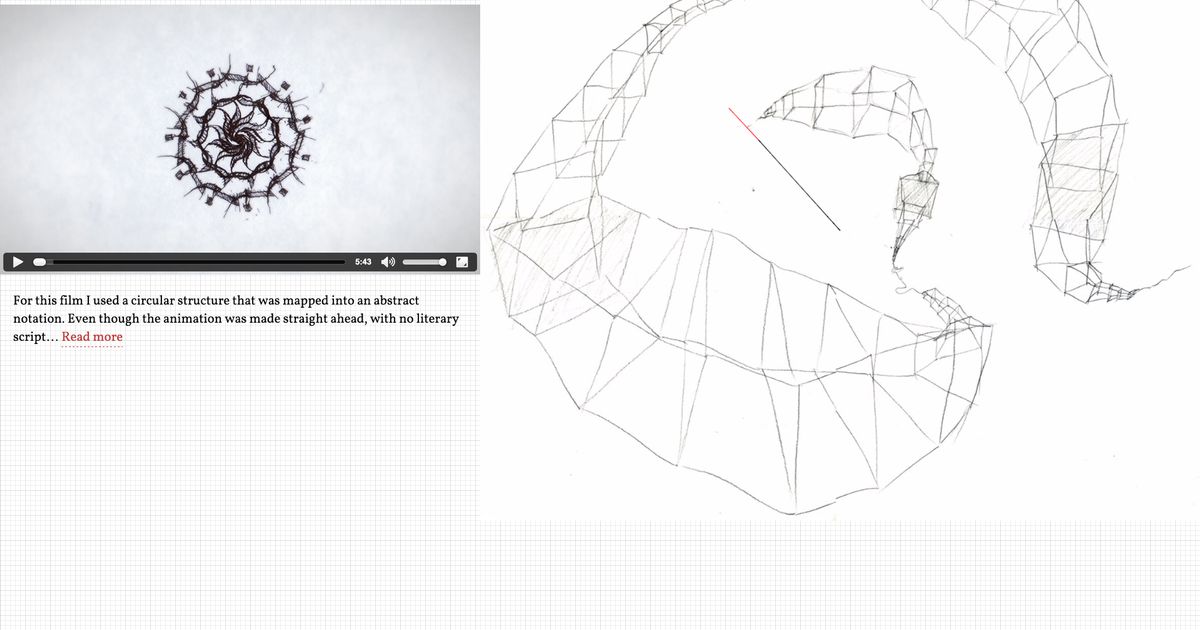 5:43
For this film I used a circular structure that was mapped into an abstract
notation. Even though the animation was made straight ahead, with no literary
script... Read more